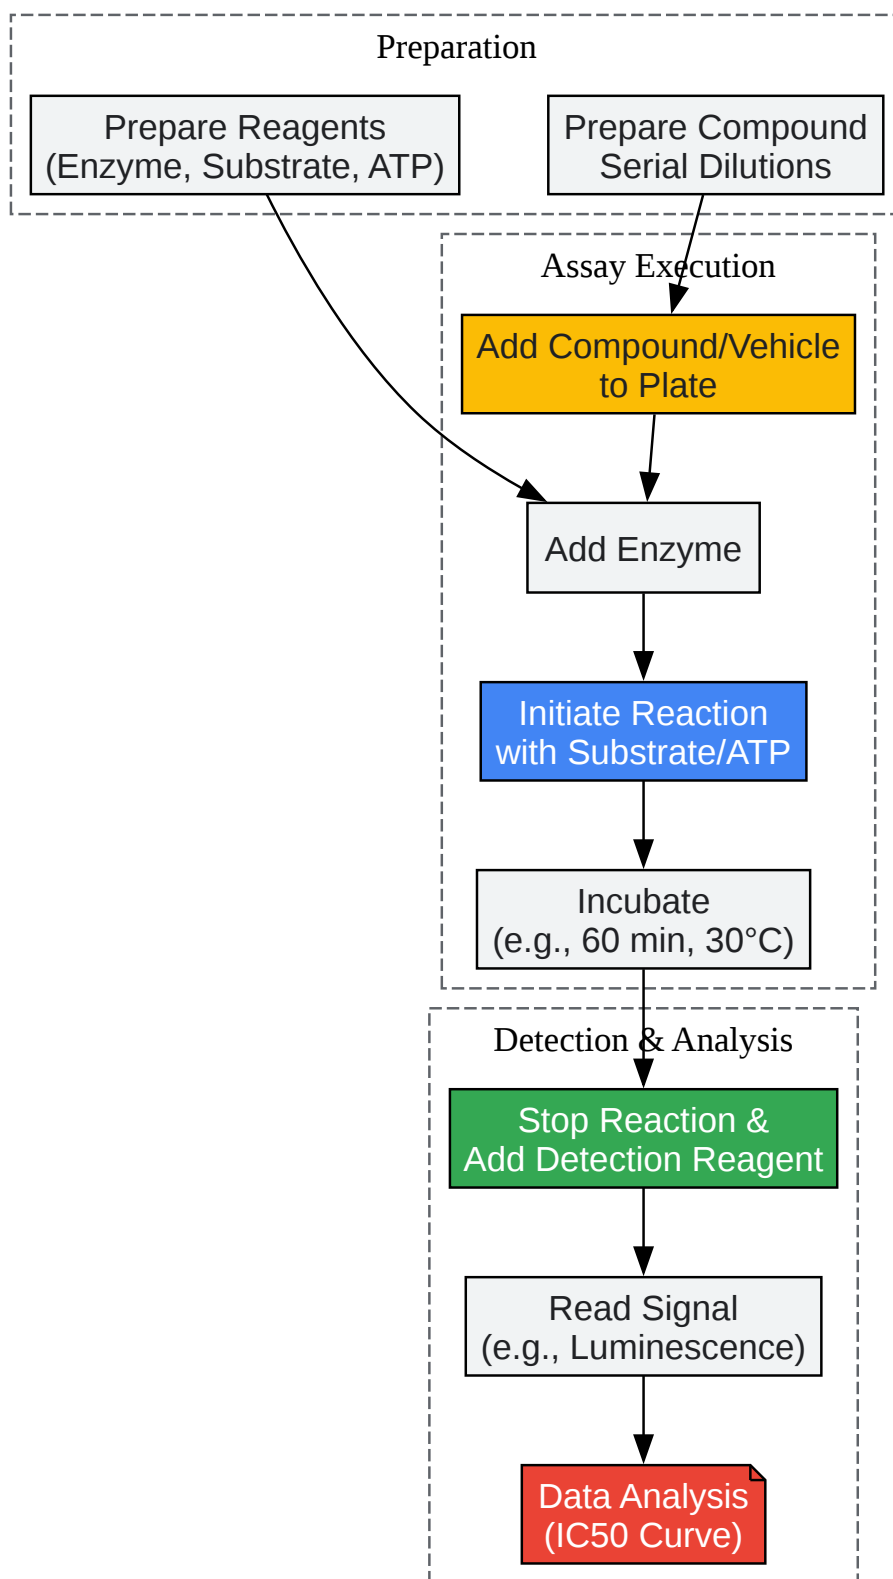 Preparation
Prepare Reagents
(Enzyme, Substrate, ATP)
Prepare Compound
Serial Dilutions
Assay Execution
Add Compound/Vehicle
to Plate
Add Enzyme
Initiate Reaction
with Substrate/ATP
Incubate
(e.g., 60 min, 30°C)
Detection & Analysis
Stop Reaction &
Add Detection Reagent
Read Signal
(e.g., Luminescence)
Data Analysis
(IC50 Curve)